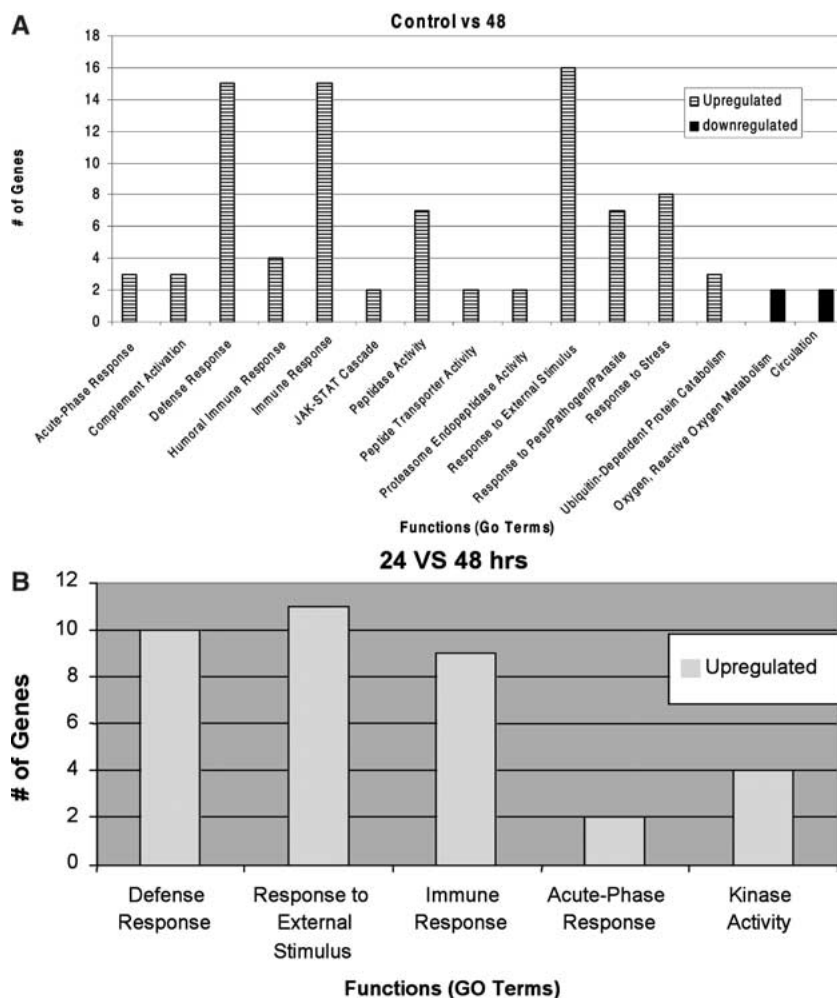 A
Control vs 48
18
16
14
12
10
8
6
4
2
0
# of Genes
Upregulated
downregulated
Acute-Phase Response
Complement Activation
Defense Response
Humoral Immune Response
Immune Response
JAK-STAT Cascade
Peptidase Activity
Peptide Transporter Activity
Proteasome Endopeptidase Activity
Response to External Stimulus
Response to Pest/Pathogen/Parasite
Response to Stress
Ubiquitin-Dependent Protein Catabolism
Oxygen, Reactive Oxygen Metabolism
Circulation
Functions (Go Terms)
B
24 VS 48 hrs
12
10
8
6
4
2
0
# of Genes
Upregulated
Defense
Response
Response to
External
Stimulus
Immune
Response
Acute-Phase
Response
Kinase
Activity
Functions (GO Terms)